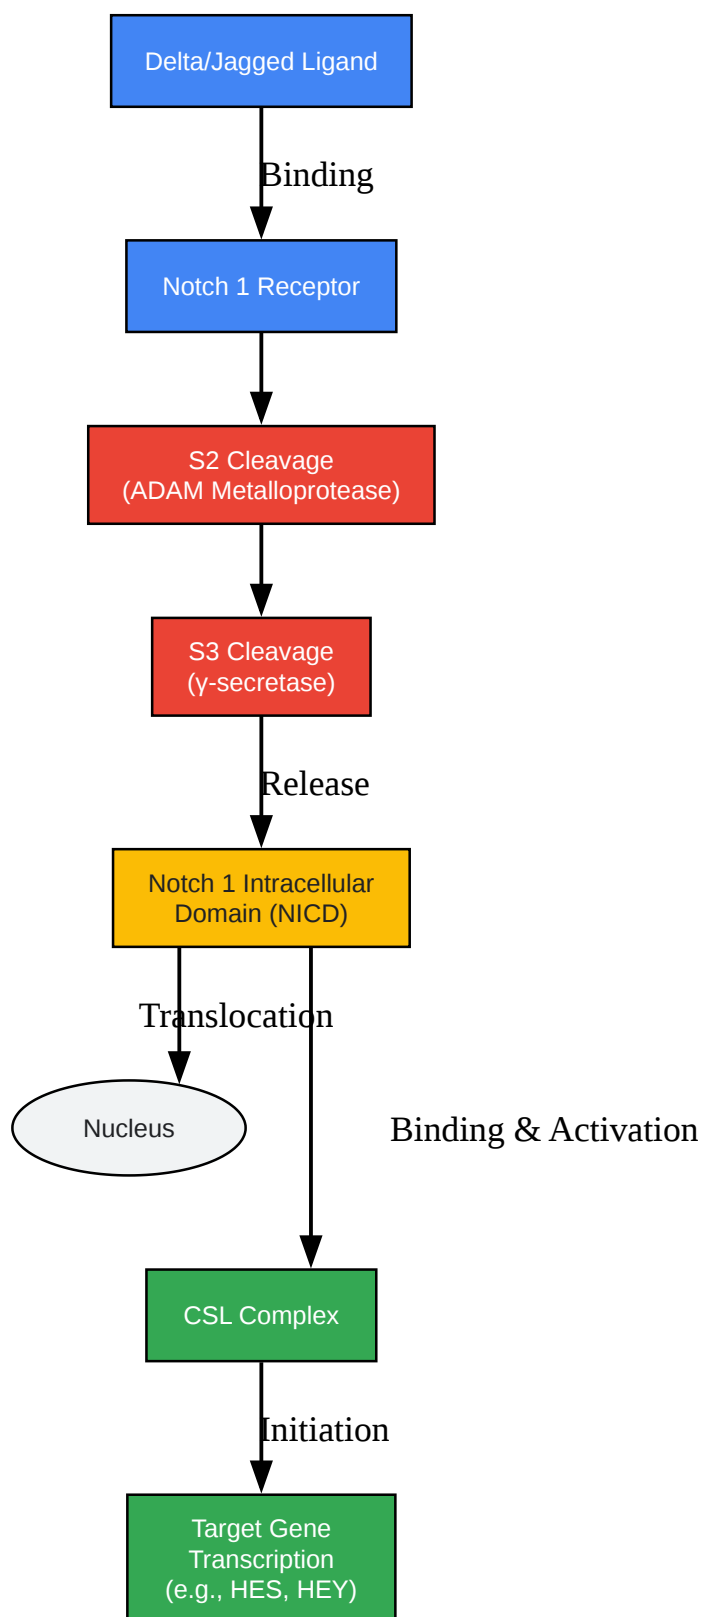 Delta/Jagged Ligand
Binding
Notch 1 Receptor
S2 Cleavage
(ADAM Metalloprotease)
S3 Cleavage
(γ-secretase)
Release
Notch 1 Intracellular
Domain (NICD)
Translocation
Nucleus
Binding & Activation
CSL Complex
Initiation
Target Gene
Transcription
(e.g., HES, HEY)